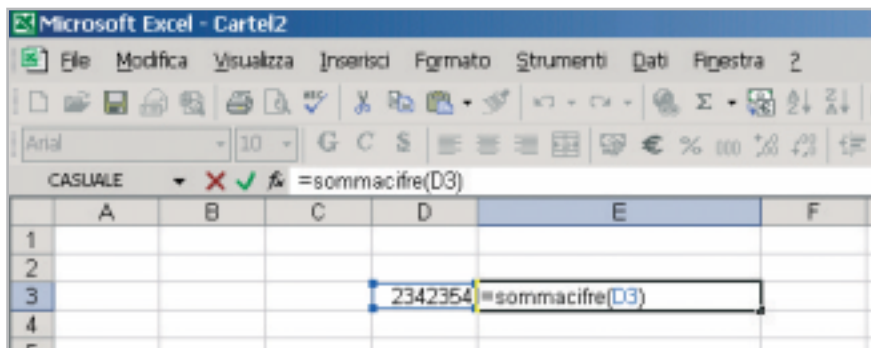 Microsoft Excel - Cartel2
File Modifica Visualizza Inserisci Formato Strumenti Dati Finestra ?
Arial 10 G C S € % 000
CASUALE =sommacifre(D3)
A B C D E F
1
2
3 2342354 =sommacifre(D3)
4